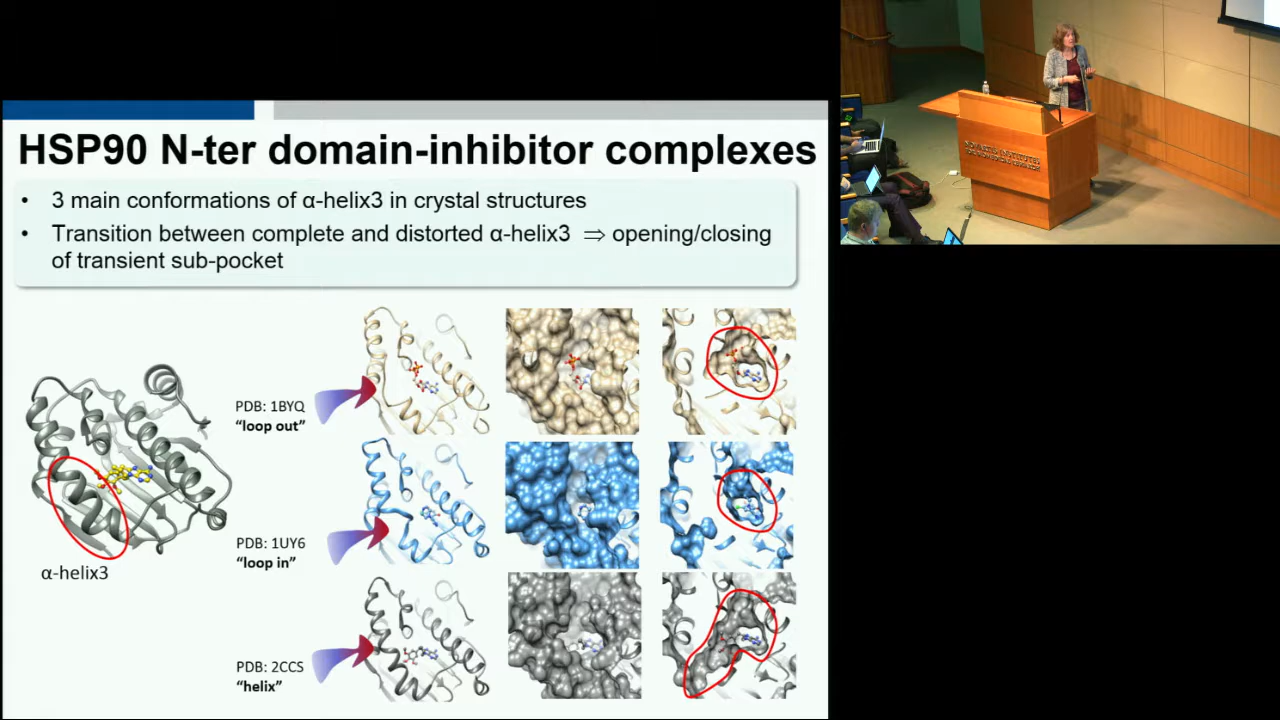 HSP90 N-ter domain-inhibitor complexes
• 3 main conformations of α-helix3 in crystal structures
• Transition between complete and distorted α-helix3 ⇒ opening/closing
of transient sub-pocket
α-helix3
PDB: 1BYQ
“loop out”
PDB: 1UY6
“loop in”
PDB: 2CCS
“helix”